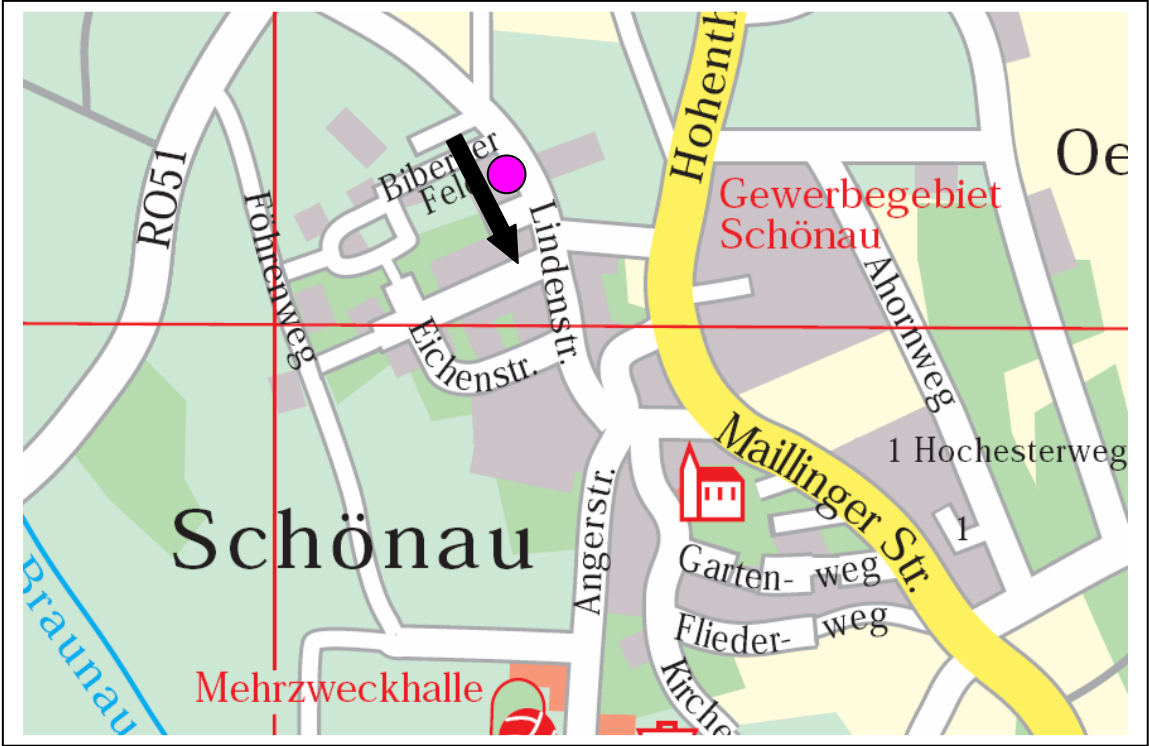 Hohenth
RO51
Biberger
Feld
Oe
Föhrenweg
Lindenstr.
Gewerbegebiet
Schönau
Ahornweg
Eichenstr.
Maillinger Str.
1 Hochesterweg
Angerstr.
Schönau
1
Garten- weg
Braunau
Flieder- weg
Mehrzweckhalle
Kirche